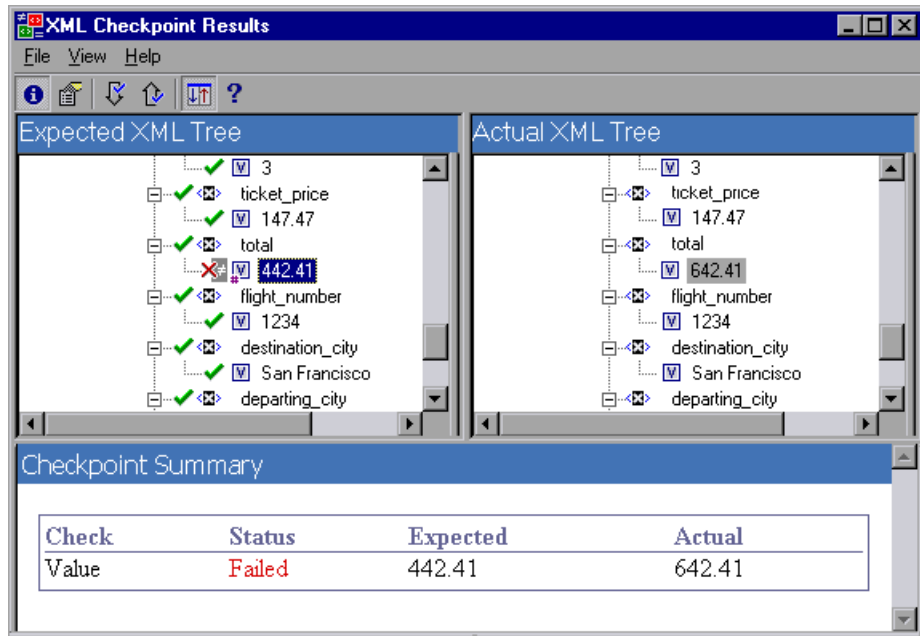 XML Checkpoint Results
File View Help
Expected XML Tree
3
ticket_price
147.47
total
442.41
flight_number
1234
destination_city
San Francisco
departing_city
Actual XML Tree
3
ticket_price
147.47
total
642.41
flight_number
1234
destination_city
San Francisco
departing_city
Checkpoint Summary
Check Status Expected Actual
Value Failed 442.41 642.41